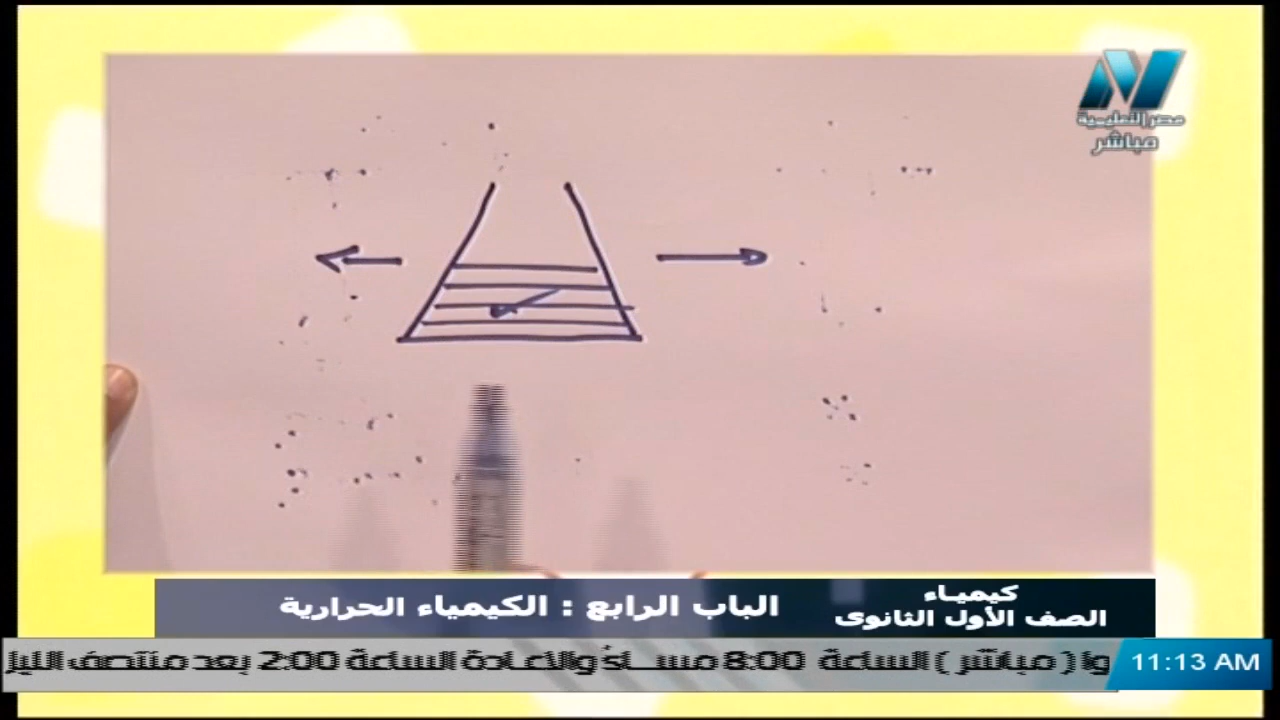 مصر التعليمية
مباشر
كيمياء
الصف الأول الثانوى
الباب الرابع : الكيمياء الحرارية
وا ( مباشر ) الساعة 8:00 مساءً والاعادة الساعة 2:00 بعد منتصف الليل
11:13 AM